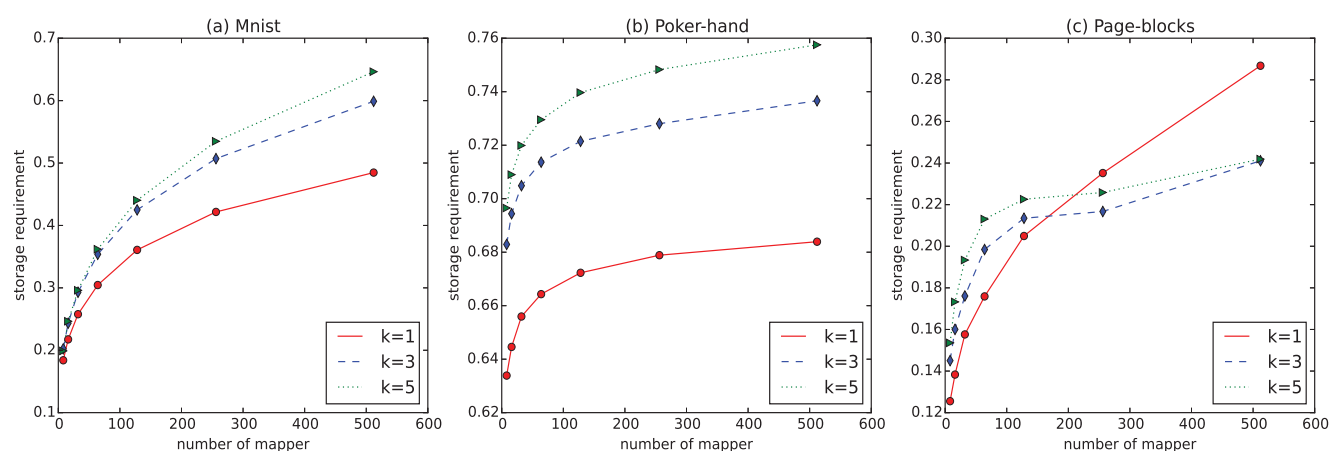 (a) Mnist
0.7
0.6
0.5
0.4
0.3
0.2
0.1
storage requirement
0 100 200 300 400 500 600
number of mapper
k=1
k=3
k=5
(b) Poker-hand
0.76
0.74
0.72
0.70
0.68
0.66
0.64
0.62
storage requirement
0 100 200 300 400 500 600
number of mapper
k=1
k=3
k=5
(c) Page-blocks
0.30
0.28
0.26
0.24
0.22
0.20
0.18
0.16
0.14
0.12
storage requirement
0 100 200 300 400 500 600
number of mapper
k=1
k=3
k=5